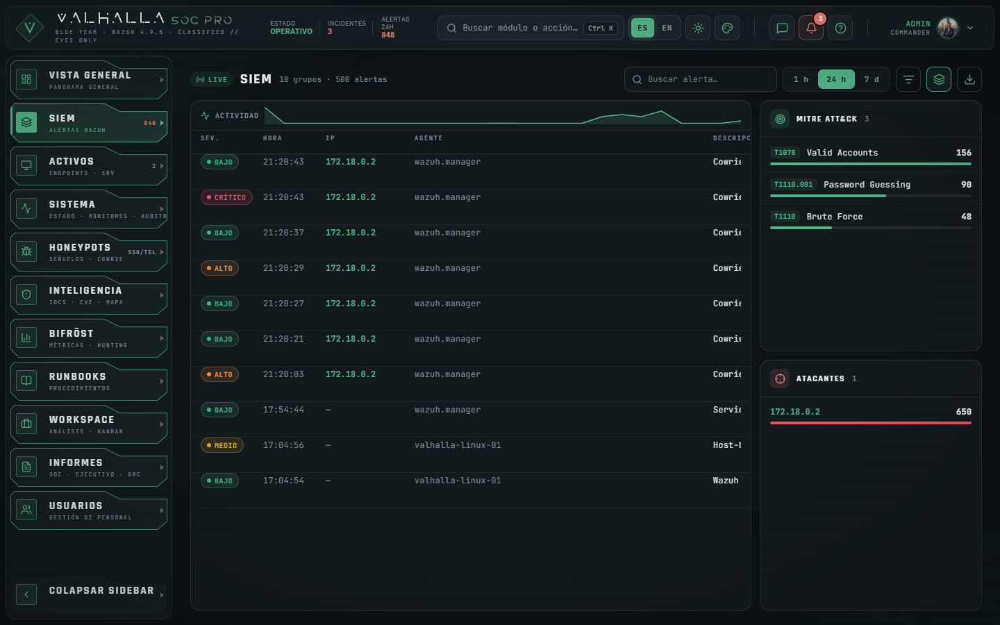 VALHALLA SOC PRO
BLUE TEAM · WAZUH 4.9.5 · CLASSIFIED //
EYES ONLY
ESTADO
OPERATIVO
INCIDENTES
3
ALERTAS
24H
848
Buscar módulo o acción… Ctrl K
ES EN
3
ADMIN
COMMANDER
VISTA GENERAL
PANORAMA GENERAL
SIEM
ALERTAS WAZUH
848
ACTIVOS
ENDPOINTS · SRV
2
SISTEMA
ESTADO · MONITORES · AUDITO
HONEYPOTS
SEÑUELOS · COWRIE
SSH/TEL
INTELIGENCIA
IOCS · CVE · MAPA
BIFRÖST
MÉTRICAS · HUNTING
RUNBOOKS
PROCEDIMIENTOS
WORKSPACE
ANÁLISIS · KANBAN
INFORMES
SOC · EJECUTIVO · GRC
USUARIOS
GESTIÓN DE PERSONAL
COLAPSAR SIDEBAR
LIVE SIEM 10 grupos · 500 alertas
Buscar alerta…
1 h 24 h 7 d
ACTIVIDAD
SEV. HORA IP AGENTE DESCRIPC
BAJO 21:20:43 172.18.0.2 wazuh.manager Cowrie
CRÍTICO 21:20:43 172.18.0.2 wazuh.manager Cowrie
BAJO 21:20:37 172.18.0.2 wazuh.manager Cowrie
ALTO 21:20:29 172.18.0.2 wazuh.manager Cowrie
BAJO 21:20:27 172.18.0.2 wazuh.manager Cowrie
BAJO 21:20:21 172.18.0.2 wazuh.manager Cowrie
ALTO 21:20:03 172.18.0.2 wazuh.manager Cowrie
BAJO 17:54:44 — wazuh.manager Servic
MEDIO 17:04:56 — valhalla-linux-01 Host-b
BAJO 17:04:54 — valhalla-linux-01 Wazuh
MITRE ATT&CK 3
T1078 Valid Accounts 156
T1110.001 Password Guessing 90
T1110 Brute Force 48
ATACANTES 1
172.18.0.2 650